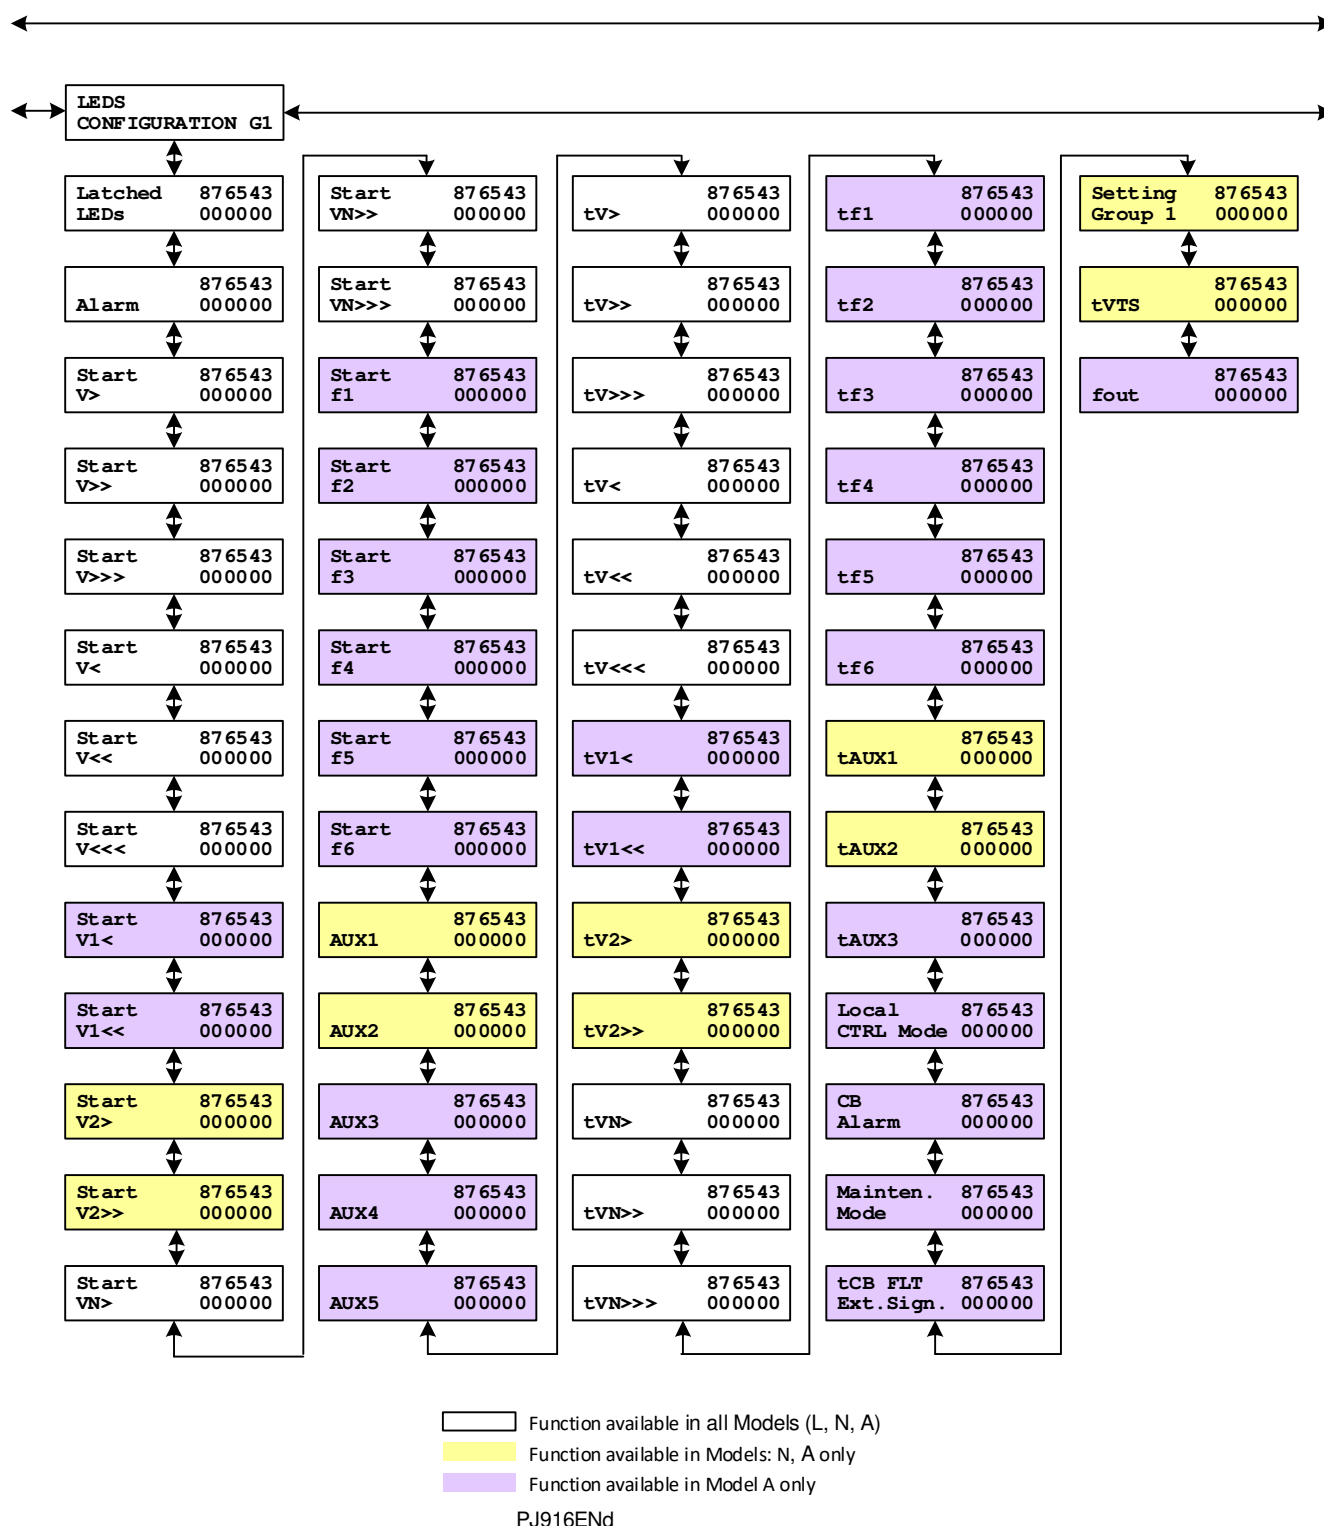 LEDS
CONFIGURATION G1
Latched 876543
LEDs 000000
876543
Alarm 000000
Start 876543
V> 000000
Start 876543
V>> 000000
Start 876543
V>>> 000000
Start 876543
V< 000000
Start 876543
V<< 000000
Start 876543
V<<< 000000
Start 876543
V1< 000000
Start 876543
V1<< 000000
Start 876543
V2> 000000
Start 876543
V2>> 000000
Start 876543
VN> 000000
Start 876543
VN>> 000000
Start 876543
VN>>> 000000
Start 876543
f1 000000
Start 876543
f2 000000
Start 876543
f3 000000
Start 876543
f4 000000
Start 876543
f5 000000
Start 876543
f6 000000
876543
AUX1 000000
876543
AUX2 000000
876543
AUX3 000000
876543
AUX4 000000
876543
AUX5 000000
876543
tV> 000000
876543
tV>> 000000
876543
tV>>> 000000
876543
tV< 000000
876543
tV<< 000000
876543
tV<<< 000000
876543
tV1< 000000
876543
tV1<< 000000
876543
tV2> 000000
876543
tV2>> 000000
876543
tVN> 000000
876543
tVN>> 000000
876543
tVN>>> 000000
876543
tf1 000000
876543
tf2 000000
876543
tf3 000000
876543
tf4 000000
876543
tf5 000000
876543
tf6 000000
876543
tAUX1 000000
876543
tAUX2 000000
876543
tAUX3 000000
Local 876543
CTRL Mode 000000
CB 876543
Alarm 000000
Mainten. 876543
Mode 000000
tCB FLT 876543
Ext.Sign. 000000
Setting 876543
Group 1 000000
876543
tVTS 000000
876543
fout 000000
Function available in all Models (L, N, A)
Function available in Models: N, A only
Function available in Model A only
PJ916ENd